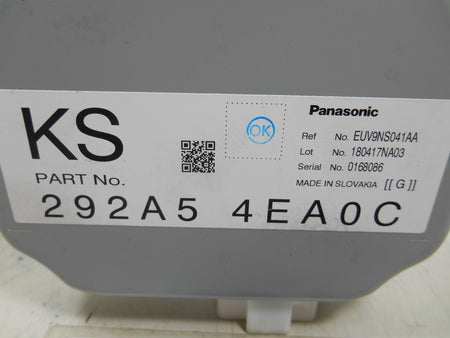 KS
PART No.
OK
Panasonic
Ref No. EUV9NS041AA
Lot No. 180417NA03
Serial No. 0168086
MADE IN SLOVAKIA [[ G ]]
292A5 4EA0C